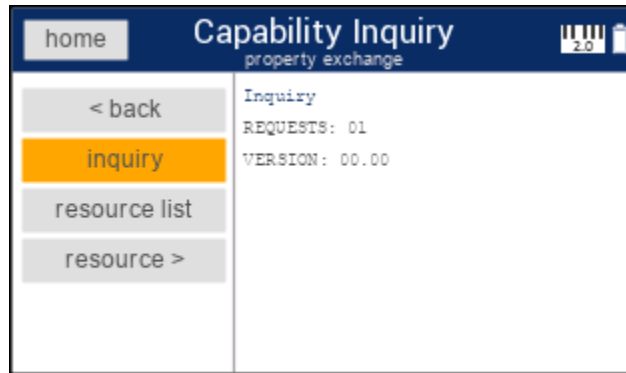 home
Capability Inquiry
property exchange
2.0
< back
inquiry
resource list
resource >
Inquiry
REQUESTS: 01
VERSION: 00.00